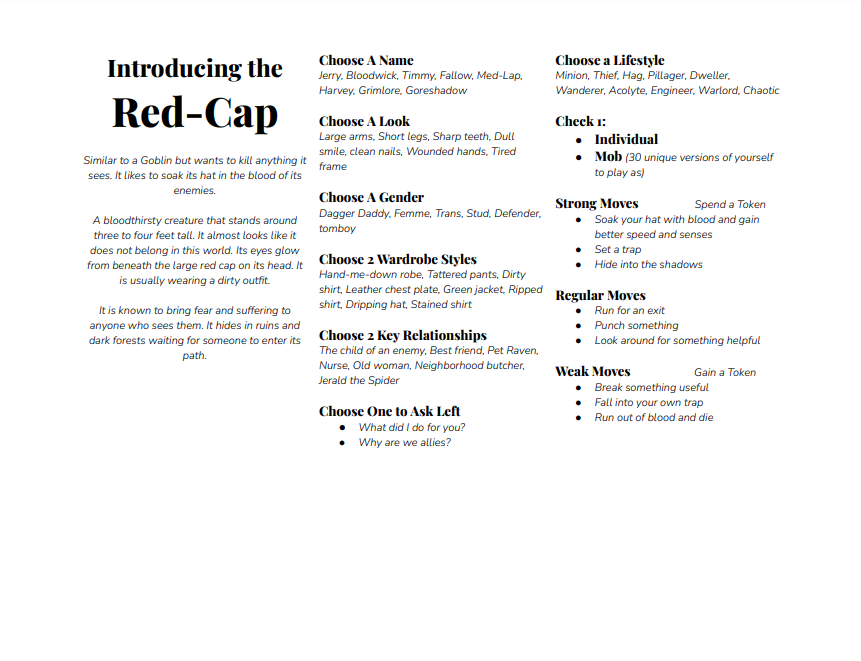 Introducing the
Red-Cap
Similar to a Goblin but wants to kill anything it
sees. It likes to soak its hat in the blood of its
enemies.
A bloodthirsty creature that stands around
three to four feet tall. It almost looks like it
does not belong in this world. Its eyes glow
from beneath the large red cap on its head. It
is usually wearing a dirty outfit.
It is known to bring fear and suffering to
anyone who sees them. It hides in ruins and
dark forests waiting for someone to enter its
path.
Choose A Name
Jerry, Bloodwick, Timmy, Fallow, Med-Lap,
Harvey, Grimlore, Goreshadow
Choose A Look
Large arms, Short legs, Sharp teeth, Dull
smile, clean nails, Wounded hands, Tired
frame
Choose A Gender
Dagger Daddy, Femme, Trans, Stud, Defender,
tomboy
Choose 2 Wardrobe Styles
Hand-me-down robe, Tattered pants, Dirty
shirt, Leather chest plate, Green jacket, Ripped
shirt, Dripping hat, Stained shirt
Choose 2 Key Relationships
The child of an enemy, Best friend, Pet Raven,
Nurse, Old woman, Neighborhood butcher,
Jerald the Spider
Choose One to Ask Left
● What did I do for you?
● Why are we allies?
Choose a Lifestyle
Minion, Thief, Hag, Pillager, Dweller,
Wanderer, Acolyte, Engineer, Warlord, Chaotic
Check 1:
● Individual
● Mob (30 unique versions of yourself
to play as)
Strong Moves Spend a Token
● Soak your hat with blood and gain
better speed and senses
● Set a trap
● Hide into the shadows
Regular Moves
● Run for an exit
● Punch something
● Look around for something helpful
Weak Moves Gain a Token
● Break something useful
● Fall into your own trap
● Run out of blood and die